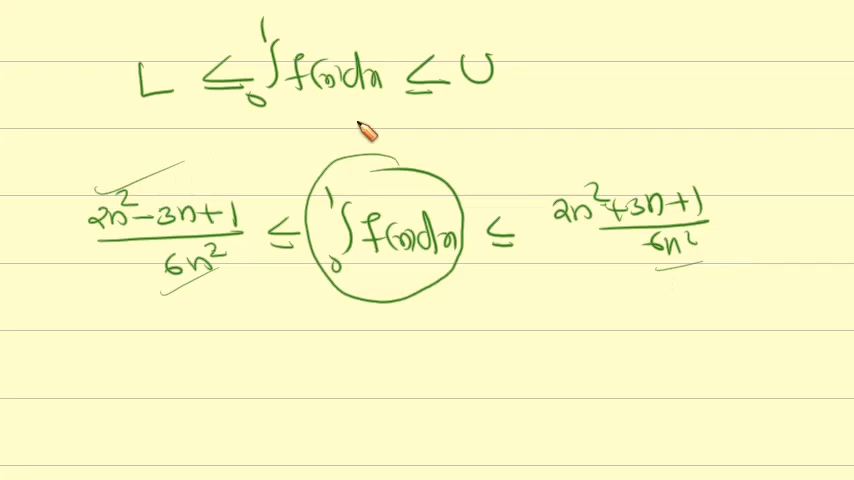 L ≤ ∫₀¹ f(x)dx ≤ U
(2n² - 3n + 1)/(6n²) ≤ ∫₀¹ f(x)dx ≤ (2n² + 3n + 1)/(6n²)